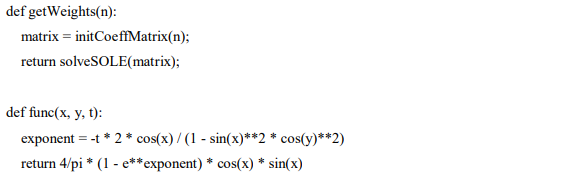 def getWeights(n):
matrix = initCoeffMatrix(n);
return solveSOLE(matrix);
def func(x, y, t):
exponent = -t * 2 * cos(x) / (1 - sin(x)**2 * cos(y)**2)
return 4/pi * (1 - e**exponent) * cos(x) * sin(x)